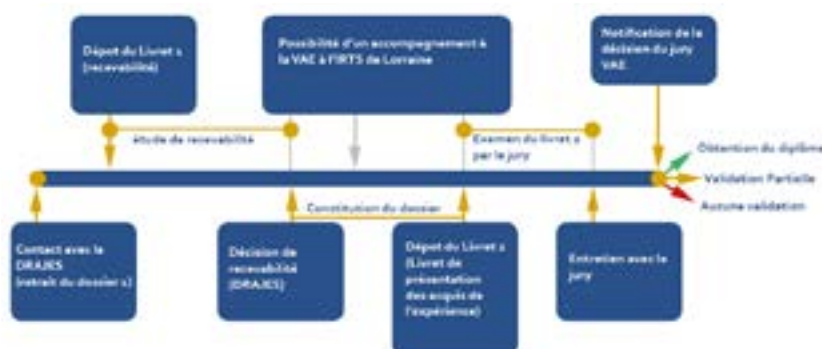 Dépot du Livret 1
(recevabilité)
Possibilité d'un accompagnement à
la VAE à l'IRTS de Lorraine
Notification de la
décision du jury
VAE
étude de recevabilité
Examen du livret 2
par le jury
Obtention du diplôme
Validation Partielle
Aucune validation
Constitution du dossier
Contact avec la
DRAJES
(retrait du dossier 1)
Décision de
recevabilité
(DRAJES)
Dépot du Livret 2
(Livret de
présentation
des acquis de
l'expérience)
Entretien avec le
jury